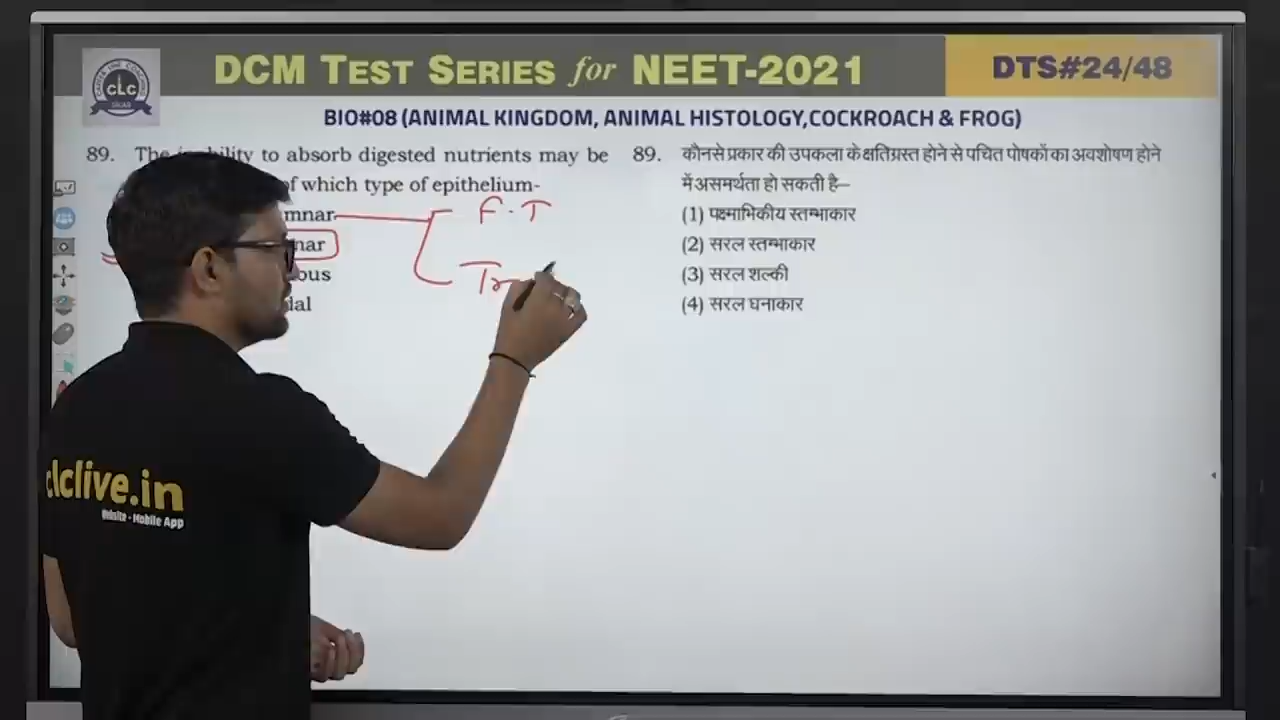 DCM TEST SERIES for NEET-2021
DTS#24/48
CLC
BIO#08 (ANIMAL KINGDOM, ANIMAL HISTOLOGY,COCKROACH & FROG)
89. The to absorb digested nutrients may be
of which type of epithelium-
mnar
nar
ous
dal
F.T
Tr
89. कौनसे प्रकार की उपकला के क्षतिग्रस्त होने से पचित पोषकों का अवशोषण होने
में असमर्थता हो सकती है–
(1) पक्ष्माभिकीय स्तम्भाकार
(2) सरल स्तम्भाकार
(3) सरल शल्की
(4) सरल घनाकार
clclive.in
Website - Mobile App